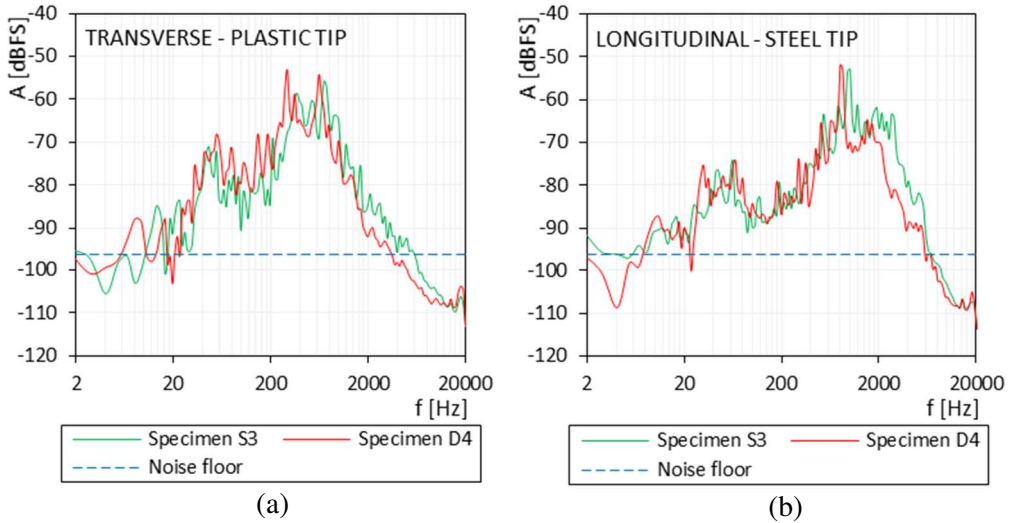 A [dBFS]
-40
-50
-60
-70
-80
-90
-100
-110
-120
TRANSVERSE - PLASTIC TIP
2
20
200
2000
20000
f [Hz]
Specimen S3
Specimen D4
Noise floor
(a)
A [dBFS]
-40
-50
-60
-70
-80
-90
-100
-110
-120
LONGITUDINAL - STEEL TIP
2
20
200
2000
20000
f [Hz]
Specimen S3
Specimen D4
Noise floor
(b)